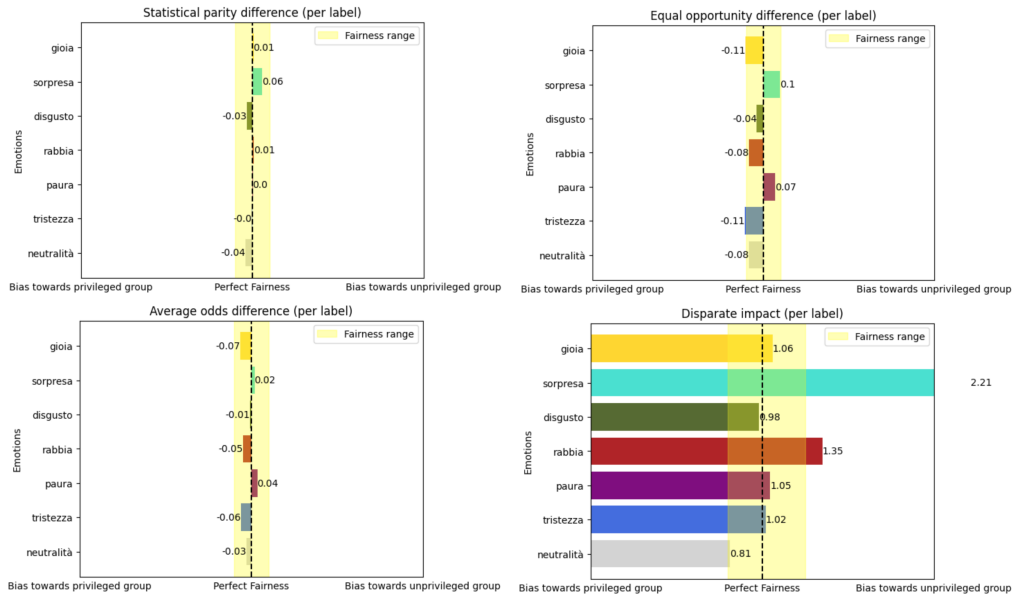 Statistical parity difference (per label)
Fairness range
Emotions
gioia
0.01
sorpresa
0.06
disgusto
-0.03
rabbia
0.01
paura
0.0
tristezza
-0.0
neutralità
-0.04
Bias towards privileged group
Perfect Fairness
Bias towards unprivileged group
Equal opportunity difference (per label)
Fairness range
Emotions
gioia
-0.11
sorpresa
0.1
disgusto
-0.04
rabbia
-0.08
paura
0.07
tristezza
-0.11
neutralità
-0.08
Bias towards privileged group
Perfect Fairness
Bias towards unprivileged group
Average odds difference (per label)
Fairness range
Emotions
gioia
-0.07
sorpresa
0.02
disgusto
-0.01
rabbia
-0.05
paura
0.04
tristezza
-0.06
neutralità
-0.03
Bias towards privileged group
Perfect Fairness
Bias towards unprivileged group
Disparate impact (per label)
Fairness range
Emotions
gioia
1.06
sorpresa
2.21
disgusto
0.98
rabbia
1.35
paura
1.05
tristezza
1.02
neutralità
0.81
Bias towards privileged group
Perfect Fairness
Bias towards unprivileged group